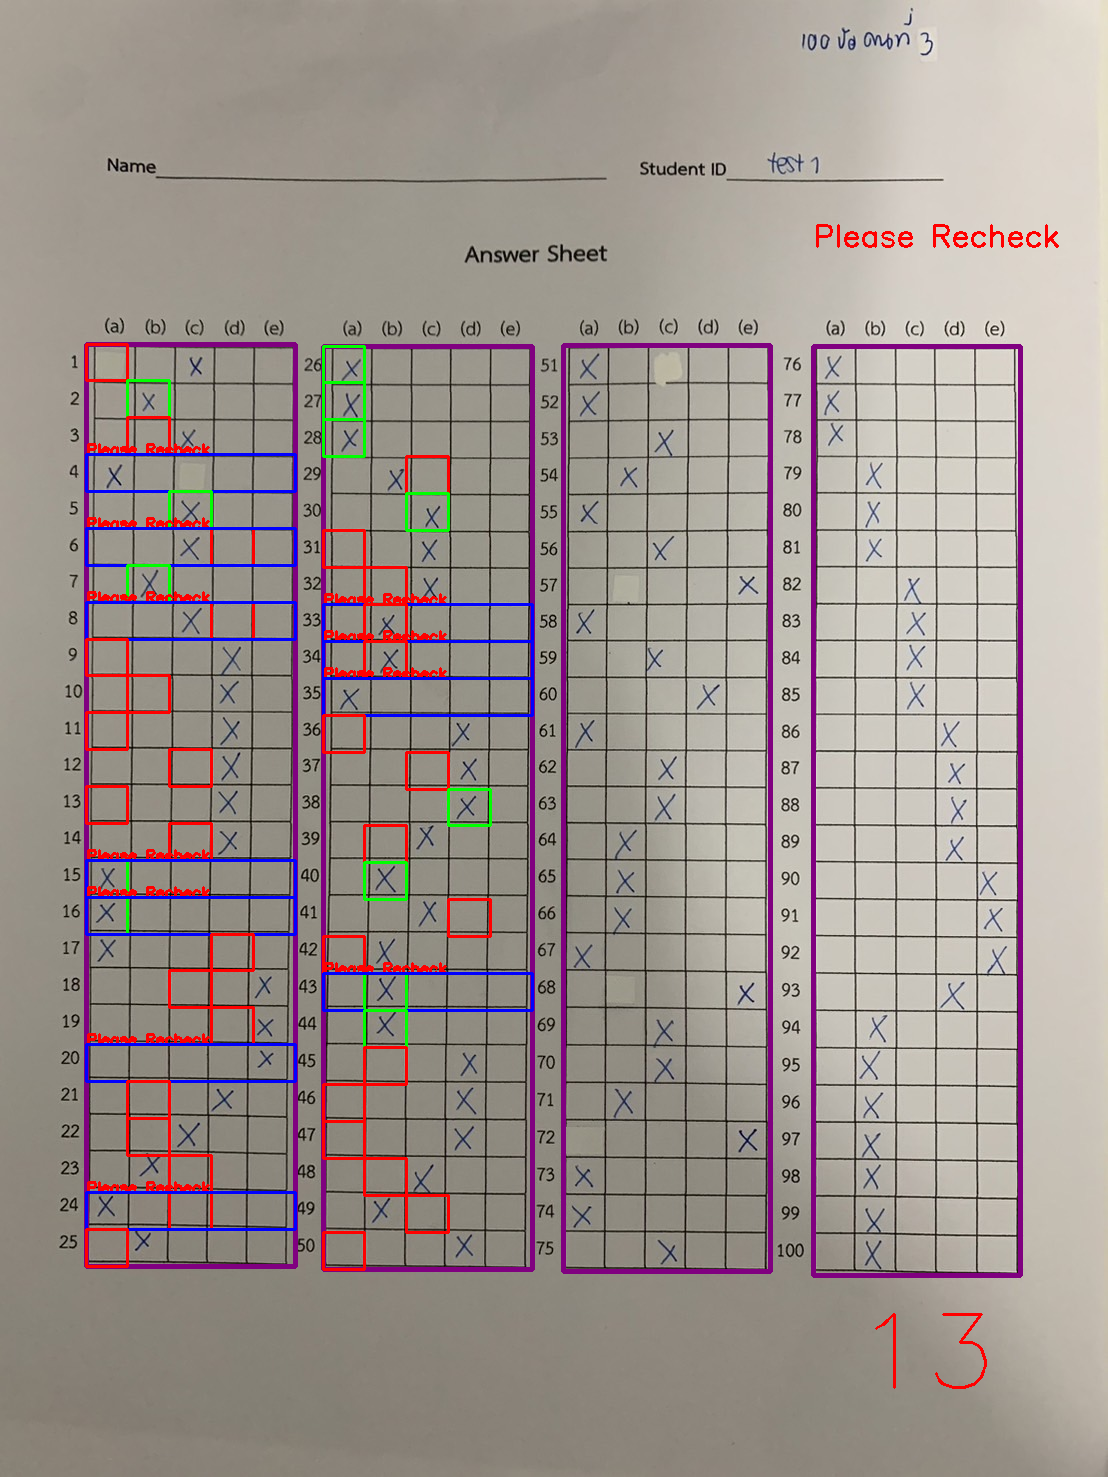 100 ข้อ คนที่ 3
Name
Student ID test 1
Please Recheck
Answer Sheet
(a) (b) (c) (d) (e) (a) (b) (c) (d) (e) (a) (b) (c) (d) (e) (a) (b) (c) (d) (e)
1 X 26 X 51 X 76 X
2 X 27 X 52 X 77 X
3 X 28 X 53 X 78 X
Please Recheck
4 X 29 X 54 X 79 X
5 X 30 X 55 X 80 X
Please Recheck
6 X 31 X 56 X 81 X
7 X 32 X 57 X 82 X
Please Recheck Please Recheck
8 X 33 X 58 X 83 X
Please Recheck
9 X 34 X 59 X 84 X
Please Recheck
10 X 35 X 60 X 85 X
11 X 36 X 61 X 86 X
12 X 37 X 62 X 87 X
13 X 38 X 63 X 88 X
14 X 39 X 64 X 89 X
Please Recheck
15 X 40 X 65 X 90 X
Please Recheck
16 X 41 X 66 X 91 X
17 X 42 X 67 X 92 X
Please Recheck
18 X 43 X 68 X 93 X
19 X 44 X 69 X 94 X
Please Recheck
20 X 45 X 70 X 95 X
21 X 46 X 71 X 96 X
22 X 47 X 72 X 97 X
23 X 48 X 73 X 98 X
Please Recheck
24 X 49 X 74 X 99 X
25 X 50 X 75 X 100 X
13